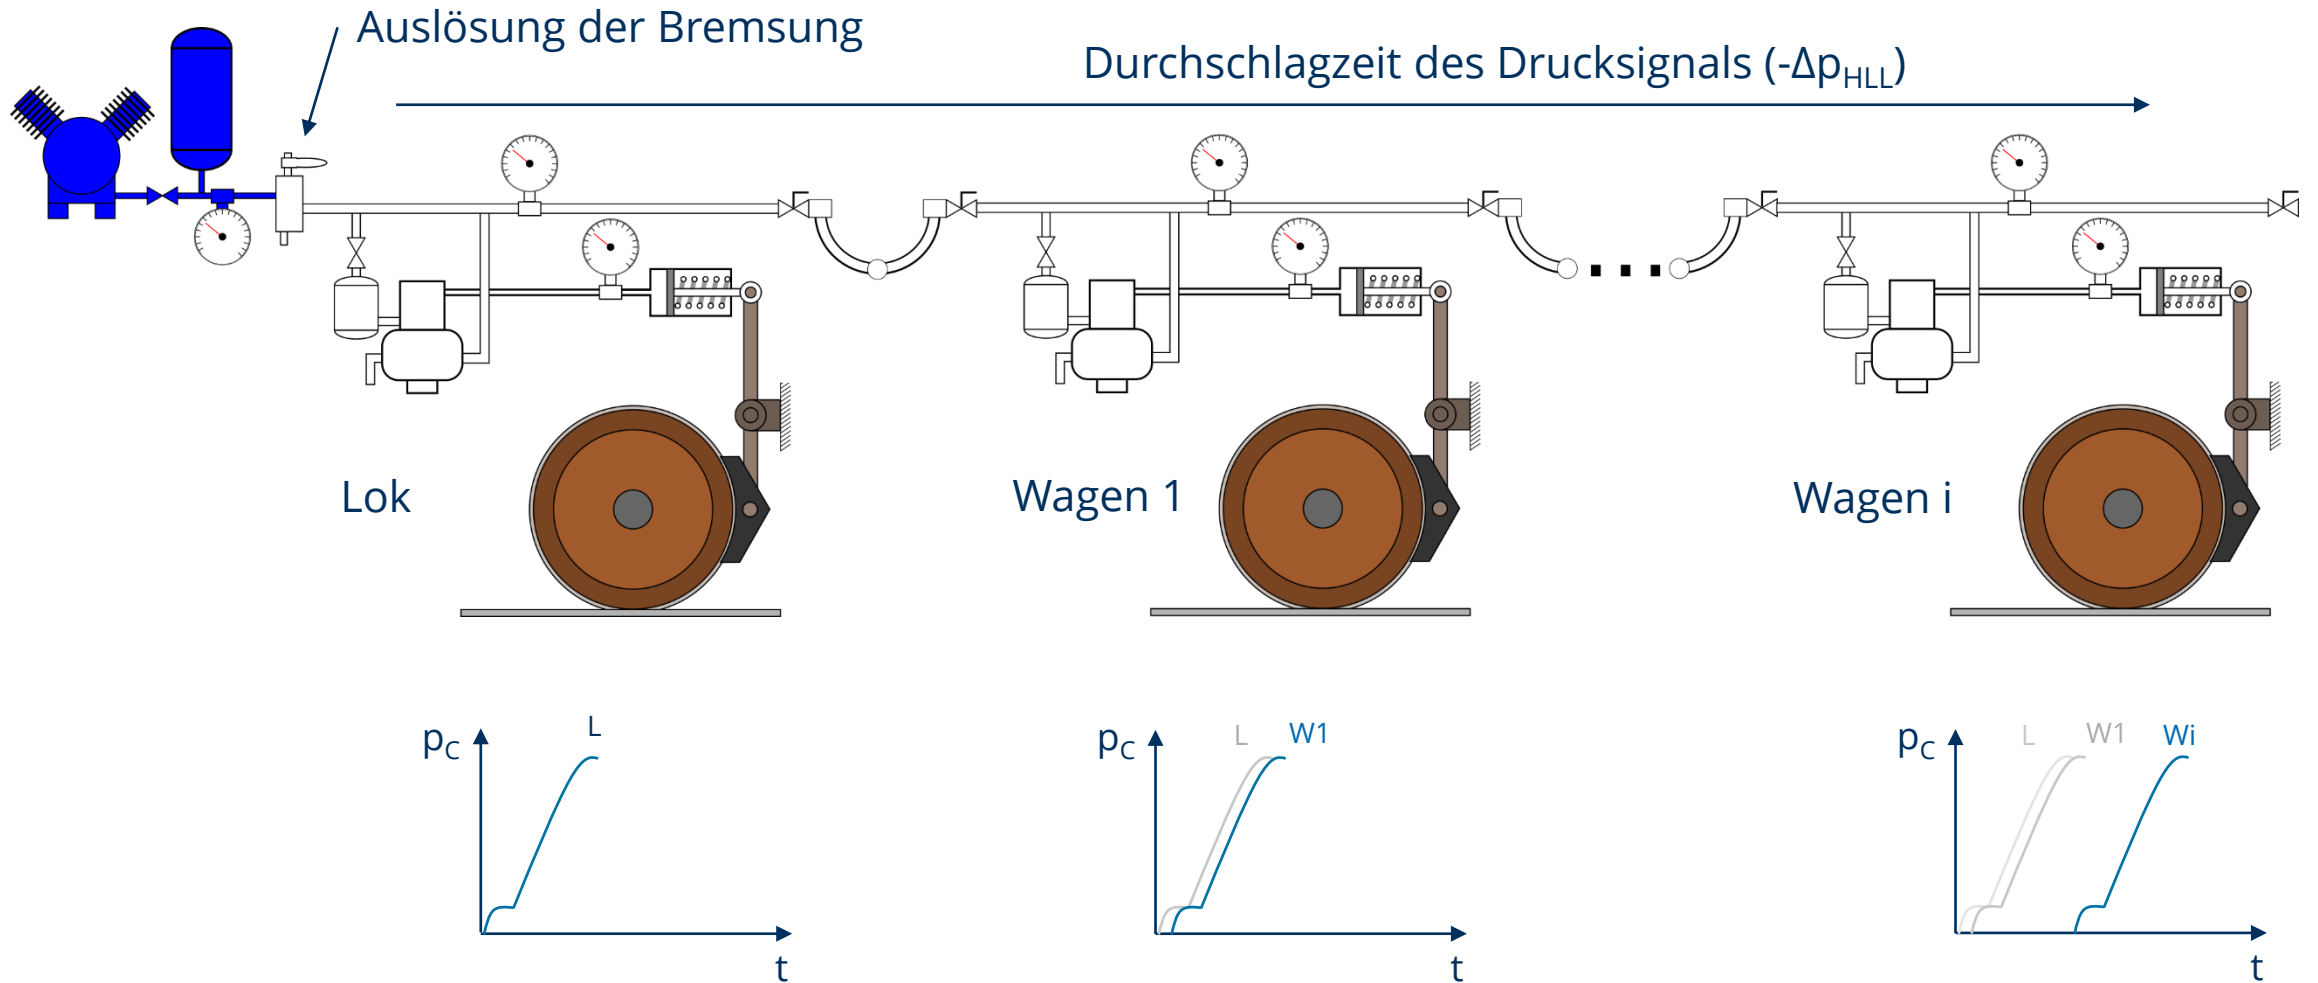 Auslösung der Bremsung
Durchschlagzeit des Drucksignals (-Δp_HLL)
Lok
Wagen 1
Wagen i
p_C
L
t
p_C
L
W1
t
p_C
L
W1
Wi
t